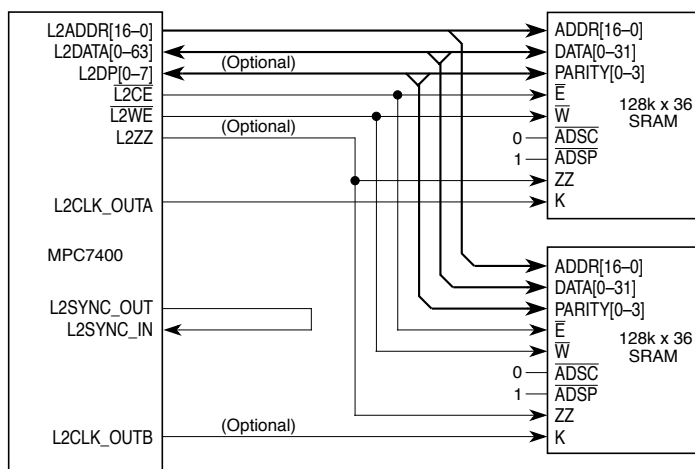 L2ADDR[16–0]
L2DATA[0–63]
L2DP[0–7]
L2CE
L2WE
L2ZZ
L2CLK_OUTA
MPC7400
L2SYNC_OUT
L2SYNC_IN
L2CLK_OUTB
(Optional)
(Optional)
(Optional)
0
1
ADDR[16–0]
DATA[0–31]
PARITY[0–3]
E
W
ADSC
ADSP
ZZ
K
128k x 36
SRAM
0
1
ADDR[16–0]
DATA[0–31]
PARITY[0–3]
E
W
ADSC
ADSP
ZZ
K
128k x 36
SRAM